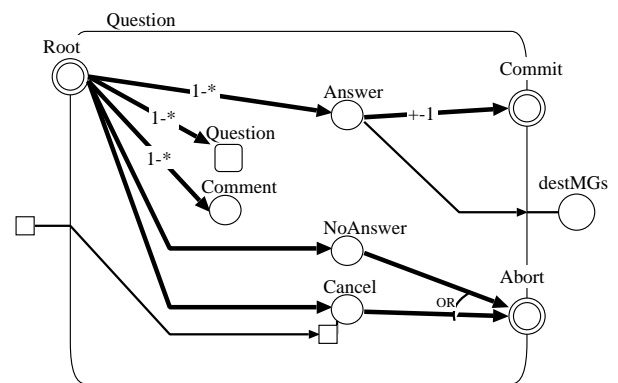 Question
Root
Commit
1-*
Answer
1-*
+-1
Question
1-*
Comment
destMGs
NoAnswer
Abort
Cancel
OR